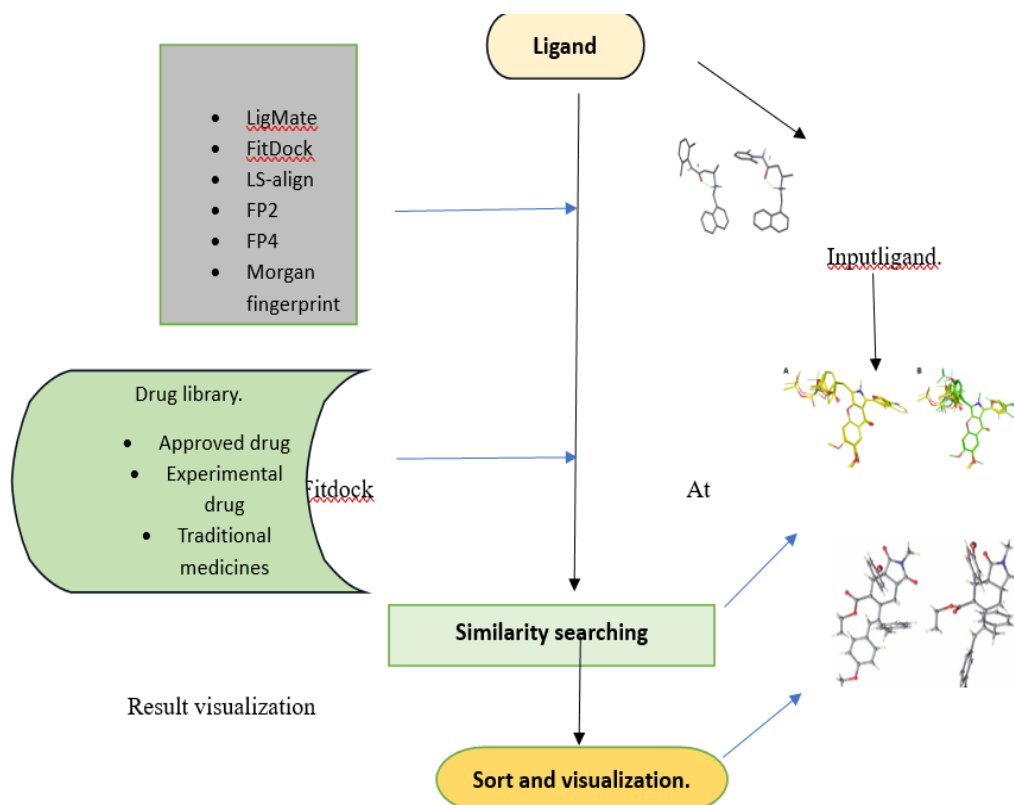 Ligand
LigMate
FitDock
LS-align
FP2
FP4
Morgan
fingerprint
Inputligand.
A
B
Drug library.
Approved drug
Experimental
drug
Traditional
medicines
Fitdock
At
Similarity searching
Result visualization
Sort and visualization.